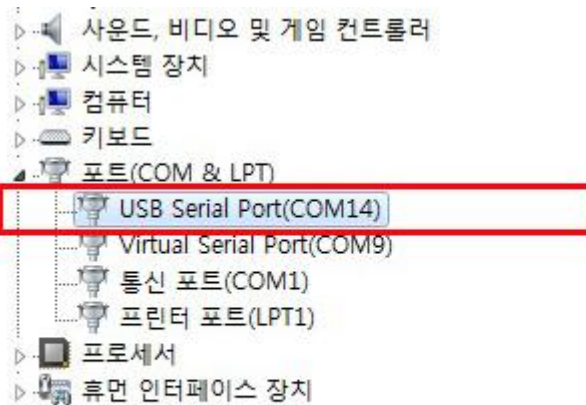 사운드, 비디오 및 게임 컨트롤러
시스템 장치
컴퓨터
키보드
포트(COM & LPT)
USB Serial Port(COM14)
Virtual Serial Port(COM9)
통신 포트(COM1)
프린터 포트(LPT1)
프로세서
휴먼 인터페이스 장치